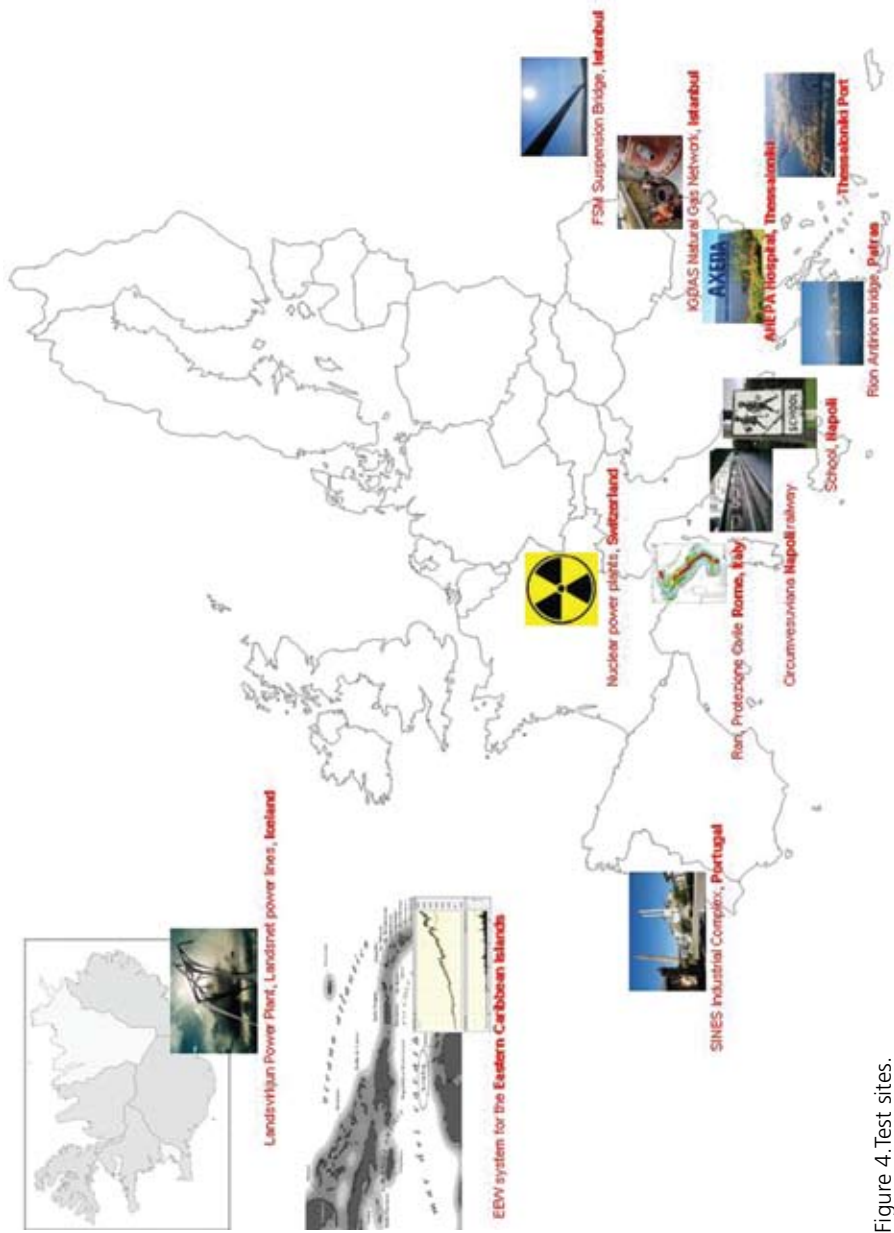 Landsvirkjun Power Plant, Landsnet power lines, Iceland
EEW system for the Eastern Caribbean Islands
SINES Industrial Complex, Portugal
Nuclear power plants, Switzerland
Ran, Protezione Civile Rome, Italy
Circumvesuviana Napoli railway
SCHOOL
School, Napoli
FSM Suspension Bridge, Istanbul
IGDAS Natural Gas Network, Istanbul
ΑΧΕΠΑ
AHEPA Hospital, Thessaloniki
Thessaloniki Port
Rion Antirion bridge, Patras
Figure 4.Test sites.